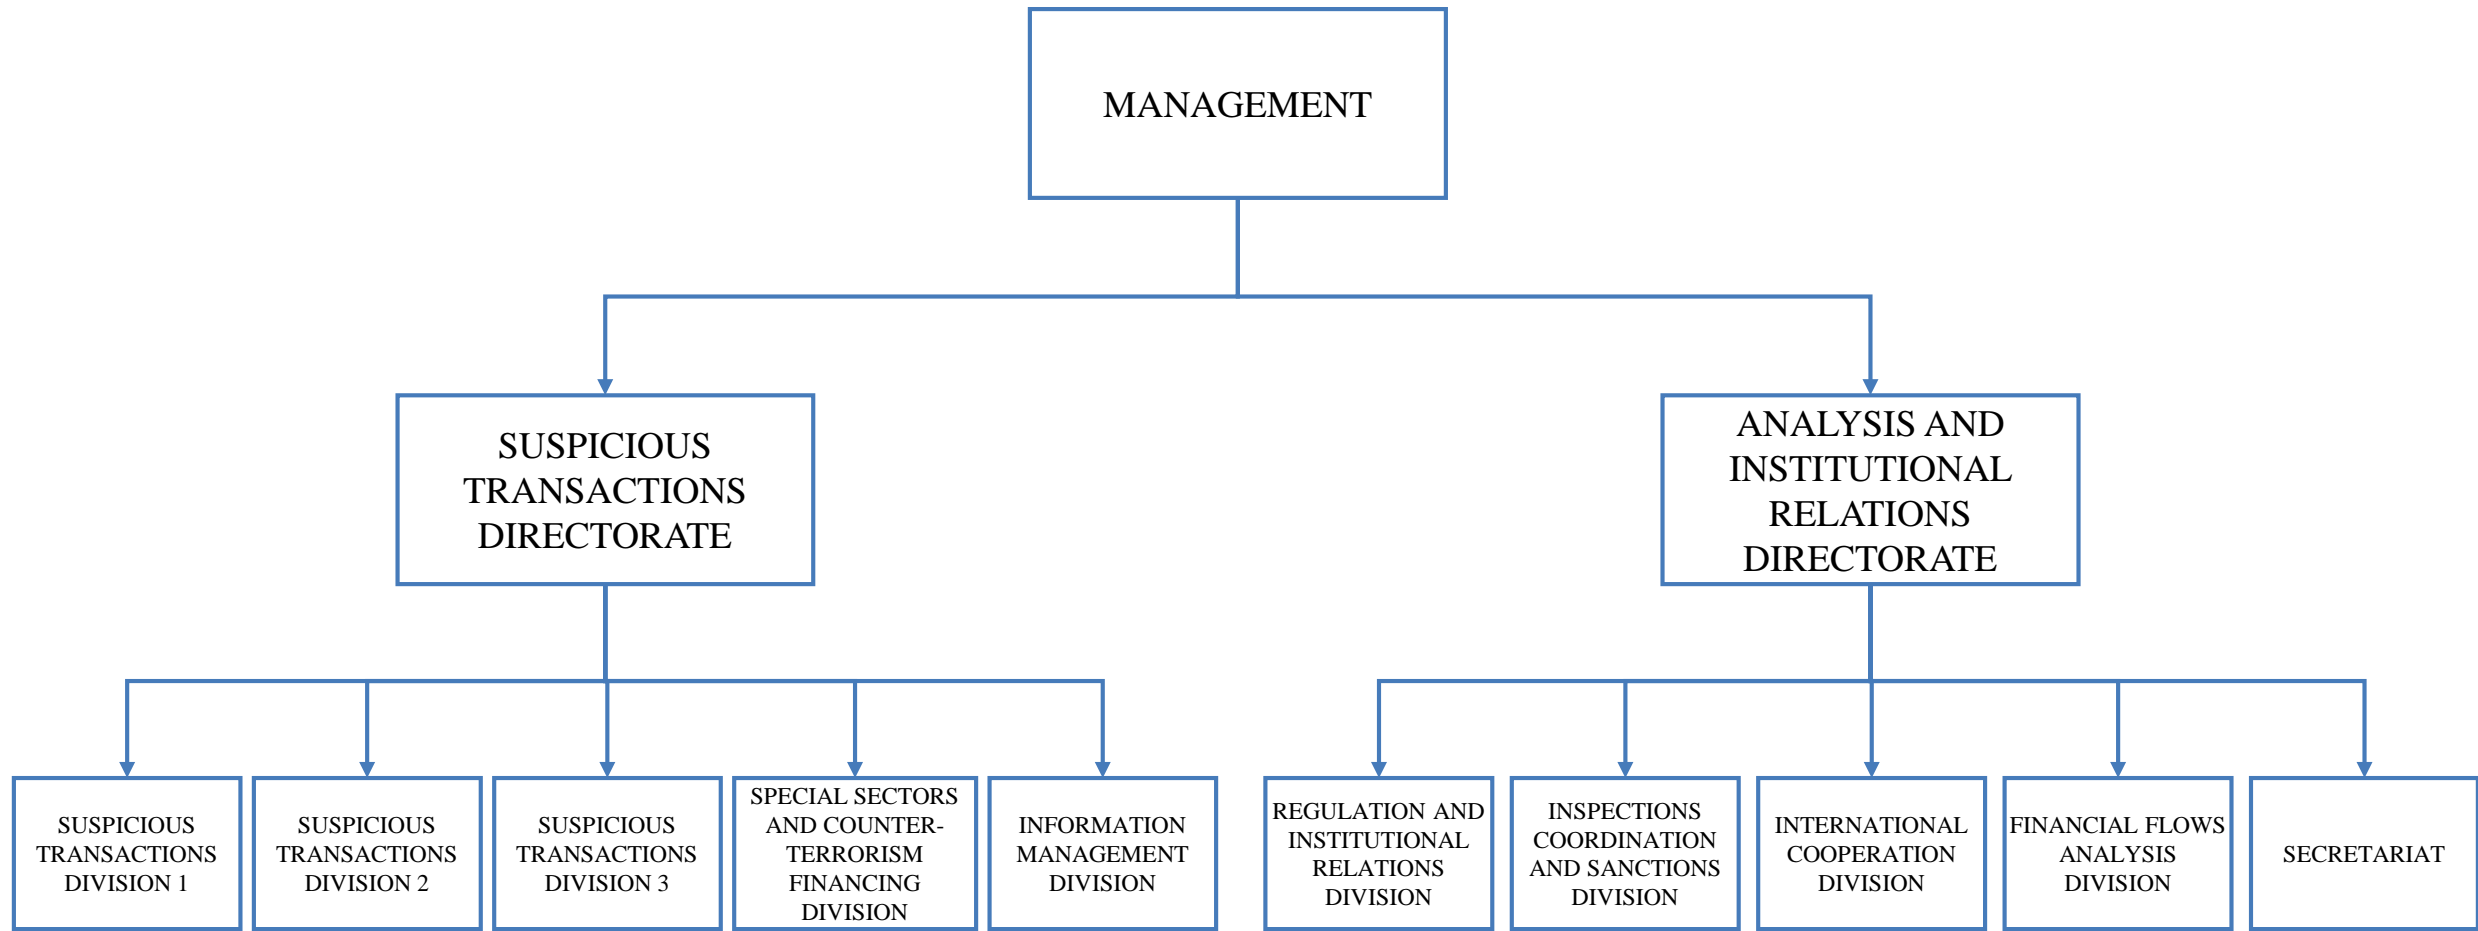 MANAGEMENT
SUSPICIOUS
TRANSACTIONS
DIRECTORATE
ANALYSIS AND
INSTITUTIONAL
RELATIONS
DIRECTORATE
SUSPICIOUS
TRANSACTIONS
DIVISION 1
SUSPICIOUS
TRANSACTIONS
DIVISION 2
SUSPICIOUS
TRANSACTIONS
DIVISION 3
SPECIAL SECTORS
AND COUNTER-
TERRORISM
FINANCING
DIVISION
INFORMATION
MANAGEMENT
DIVISION
REGULATION AND
INSTITUTIONAL
RELATIONS
DIVISION
INSPECTIONS
COORDINATION
AND SANCTIONS
DIVISION
INTERNATIONAL
COOPERATION
DIVISION
FINANCIAL FLOWS
ANALYSIS
DIVISION
SECRETARIAT